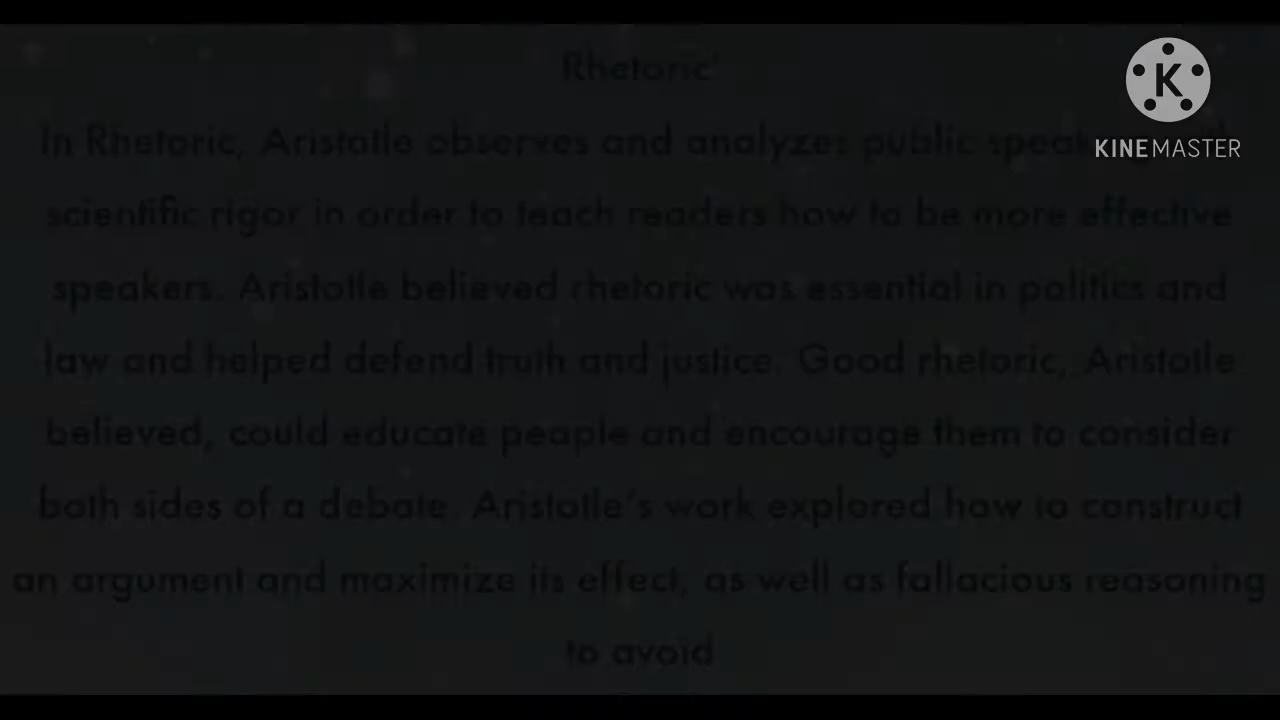 Rhetoric'
In Rhetoric, Aristotle observes and analyzes public
scientific rigor in order to teach readers how to be more effective
speakers. Aristotle believed rhetoric was essential in politics and
law and helped defend truth and justice. Good rhetoric, Aristotle
believed, could educate people and encourage them to consider
both sides of a debate. Aristotle's work explored how to construct
an argument and maximize its effect, as well as fallacious reasoning
to avoid
K
KINEMASTER